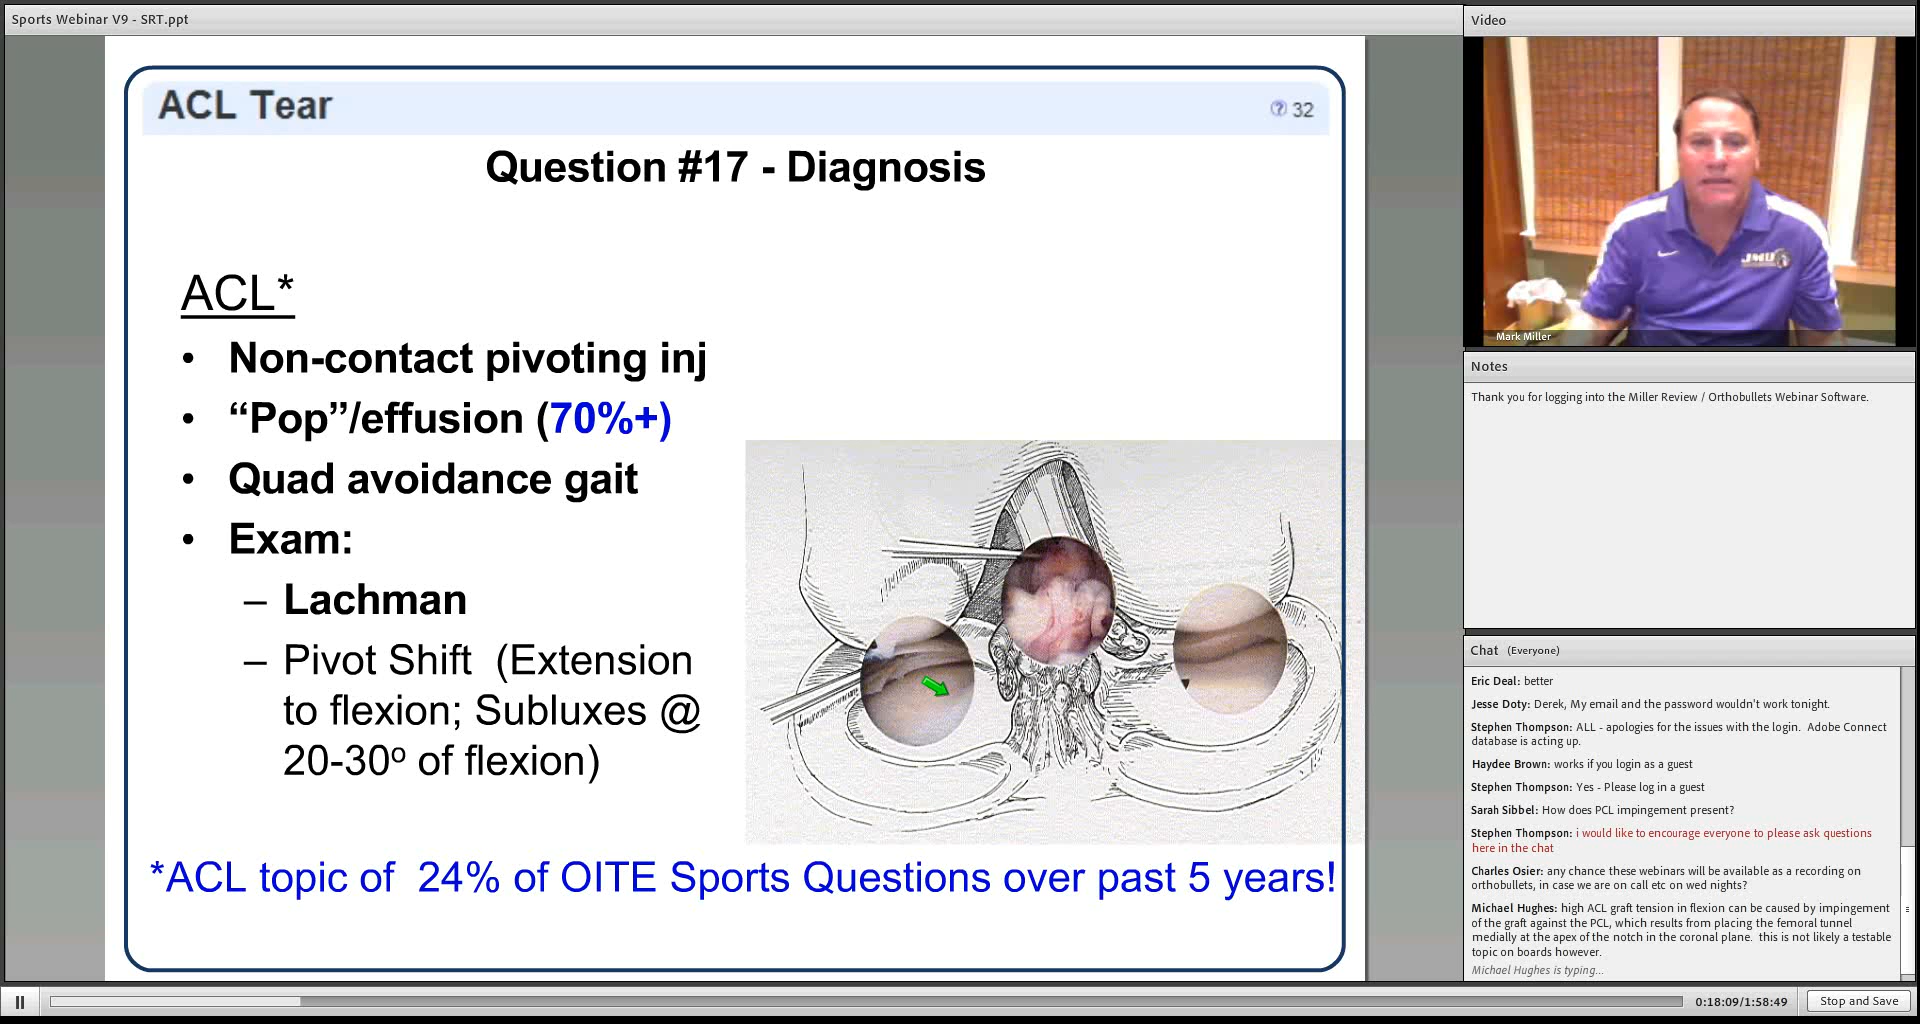 Sports Webinar V9 - SRT.ppt
ACL Tear
? 32
Question #17 - Diagnosis
ACL*
• Non-contact pivoting inj
• “Pop”/effusion (70%+)
• Quad avoidance gait
• Exam:
– Lachman
– Pivot Shift (Extension
to flexion; Subluxes @
20-30º of flexion)
*ACL topic of 24% of OITE Sports Questions over past 5 years!
Video
JMU
Mark Miller
Notes
Thank you for logging into the Miller Review / Orthobullets Webinar Software.
Chat (Everyone)
Eric Deal: better
Jesse Doty: Derek, My email and the password wouldn't work tonight.
Stephen Thompson: ALL - apologies for the issues with the login. Adobe Connect
database is acting up.
Haydee Brown: works if you login as a guest
Stephen Thompson: Yes - Please log in a guest
Sarah Sibbel: How does PCL impingement present?
Stephen Thompson: i would like to encourage everyone to please ask questions
here in the chat
Charles Osier: any chance these webinars will be available as a recording on
orthobullets, in case we are on call etc on wed nights?
Michael Hughes: high ACL graft tension in flexion can be caused by impingement
of the graft against the PCL, which results from placing the femoral tunnel
medially at the apex of the notch in the coronal plane. this is not likely a testable
topic on boards however.
Michael Hughes is typing...
0:18:09/1:58:49
Stop and Save